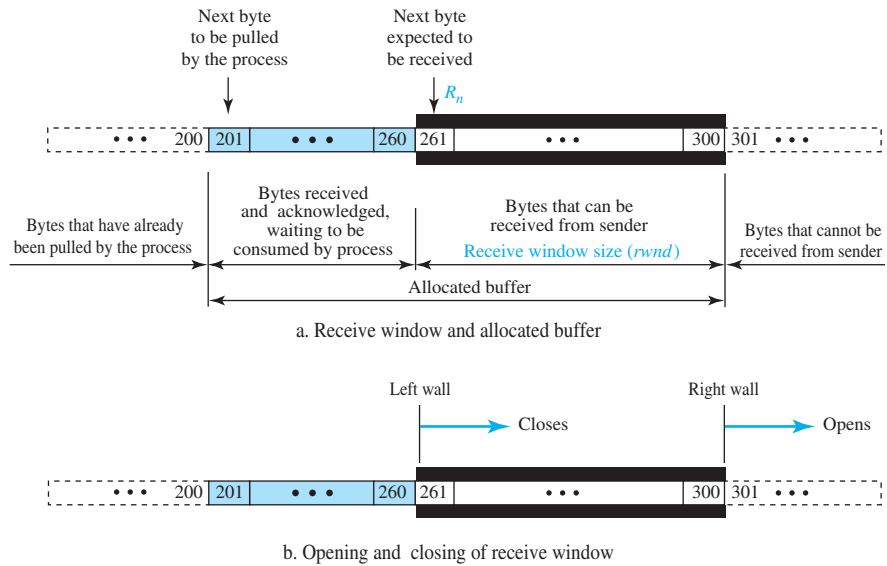 Next byte
to be pulled
by the process
Next byte
expected to
be received
Rn
••• 200 201 ••• 260 261 ••• 300 301 •••
Bytes that have already
been pulled by the process
Bytes received
and acknowledged,
waiting to be
consumed by process
Bytes that can be
received from sender
Receive window size (rwnd)
Bytes that cannot be
received from sender
Allocated buffer
a. Receive window and allocated buffer
Left wall
Right wall
Closes
Opens
••• 200 201 ••• 260 261 ••• 300 301 •••
b. Opening and closing of receive window